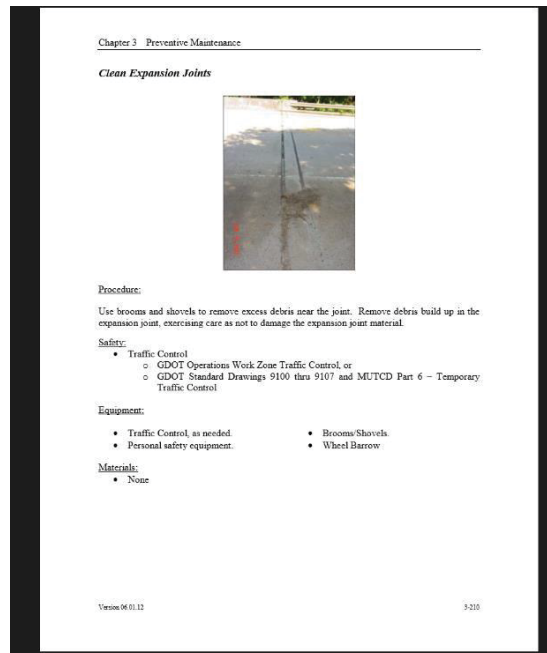 Chapter 3 Preventive Maintenance
Clean Expansion Joints
Procedure:
Use brooms and shovels to remove excess debris near the joint. Remove debris build up in the
expansion joint, exercising care as not to damage the expansion joint material.
Safety:
• Traffic Control
o GDOT Operations Work Zone Traffic Control, or
o GDOT Standard Drawings 9100 thru 9107 and MUTCD Part 6 – Temporary
Traffic Control
Equipment:
• Traffic Control, as needed.
• Personal safety equipment.
• Brooms/Shovels.
• Wheel Barrow
Materials:
• None
Version 06.01.12
3-210